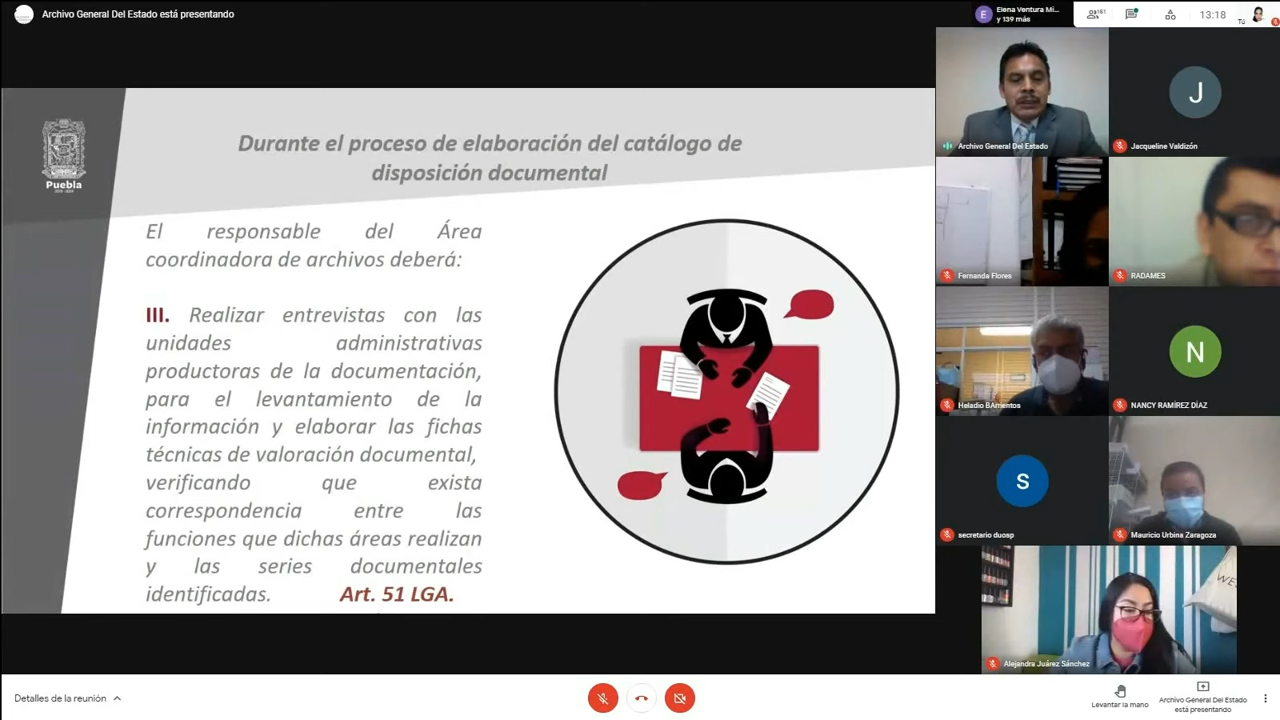 Archivo General Del Estado está presentando
E
Elena Ventura Mi...
y 139 más
161
13:18
Tú
Durante el proceso de elaboración del catálogo de
disposición documental
Puebla
El responsable del Área
coordinadora de archivos deberá:
III. Realizar entrevistas con las
unidades administrativas
productoras de la documentación,
para el levantamiento de la
información y elaborar las fichas
técnicas de valoración documental,
verificando que exista
correspondencia entre las
funciones que dichas áreas realizan
y las series documentales
identificadas. Art. 51 LGA.
Archivo General Del Estado
J
Jacqueline Valdizón
Fernanda Flores
RADAMES
Heladio BArrientos
N
NANCY RAMÍREZ DÍAZ
s
secretario duosp
Mauricio Urbina Zaragoza
WE
Alejandra Juárez Sánchez
Detalles de la reunión
Levantar la mano
Archivo General Del Estado
está presentando